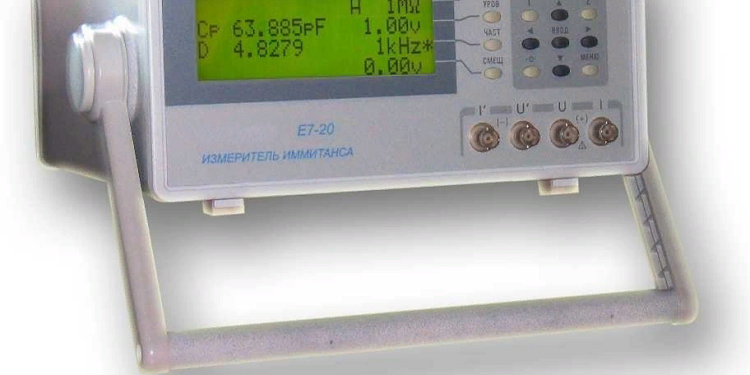 A 1MΩ
Cp 63.885pF 1.00v
D 4.8279 1kHz*
0.00v
УРОВ
ЧАСТ
СМЕЩ
ВВОД
-0-
МЕНЮ
I' U' U I
(−) (+)
E7-20
ИЗМЕРИТЕЛЬ ИММИТАНСА